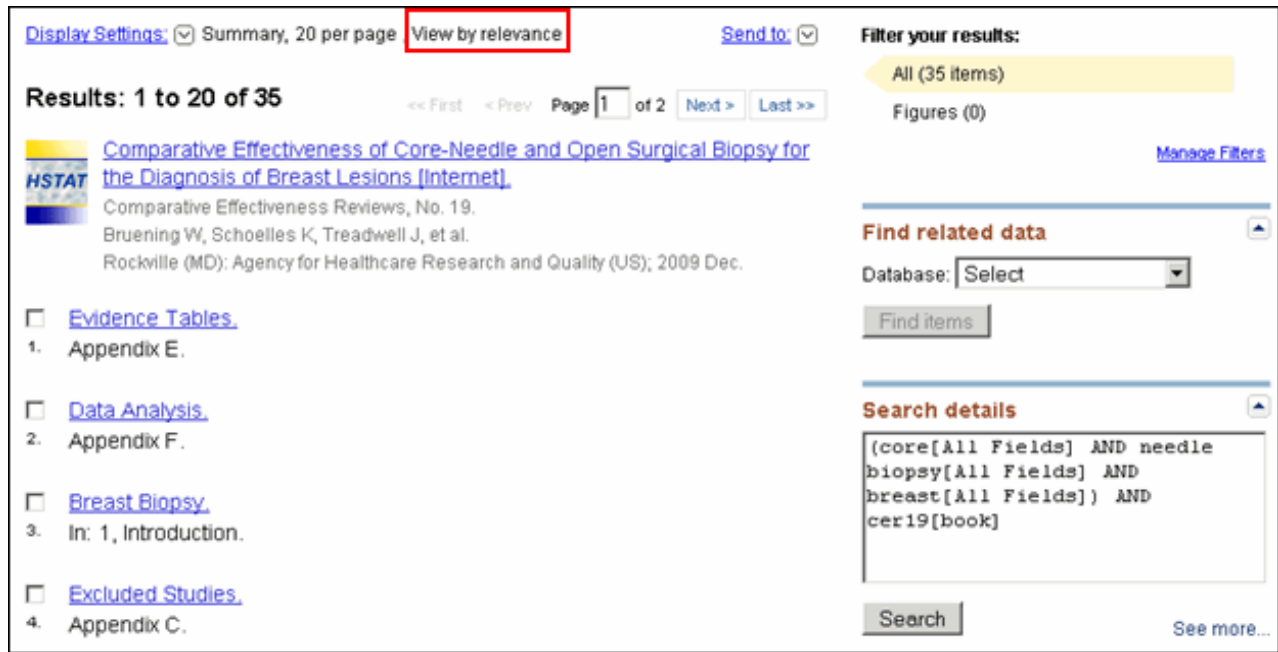 Display Settings: Summary, 20 per page , View by relevance
Send to:
Results: 1 to 20 of 35
<< First < Prev Page 1 of 2 Next > Last >>
HSTAT
Comparative Effectiveness of Core-Needle and Open Surgical Biopsy for
the Diagnosis of Breast Lesions [Internet].
Comparative Effectiveness Reviews, No. 19.
Bruening W, Schoelles K, Treadwell J, et al.
Rockville (MD): Agency for Healthcare Research and Quality (US); 2009 Dec.
Evidence Tables.
1. Appendix E.
Data Analysis.
2. Appendix F.
Breast Biopsy.
3. In: 1, Introduction.
Excluded Studies.
4. Appendix C.
Filter your results:
All (35 items)
Figures (0)
Manage Filters
Find related data
Database: Select
Find items
Search details
(core[All Fields] AND needle
biopsy[All Fields] AND
breast[All Fields]) AND
cer19[book]
Search
See more...